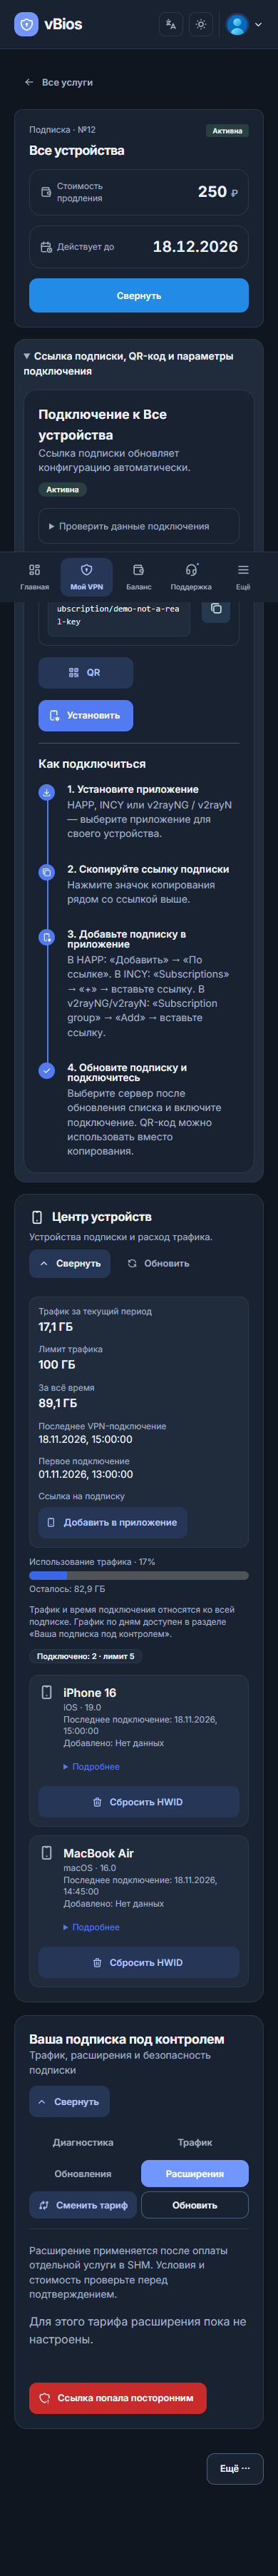 vBios
Все услуги
Подписка · №12
Активна
Все устройства
Стоимость
продления
250 ₽
Действует до
18.12.2026
Свернуть
▼ Ссылка подписки, QR-код и параметры
подключения
Подключение к Все
устройства
Ссылка подписки обновляет
конфигурацию автоматически.
Активна
▶ Проверить данные подключения
Главная
Мой VPN
Баланс
Поддержка
Ещё
ubscription/demo-not-a-rea
l-key
QR
Установить
Как подключиться
1. Установите приложение
HAPP, INCY или v2rayNG / v2rayN
— выберите приложение для
своего устройства.
2. Скопируйте ссылку подписки
Нажмите значок копирования
рядом со ссылкой выше.
3. Добавьте подписку в
приложение
В HAPP: «Добавить» → «По
ссылке». В INCY: «Subscriptions»
→ «+» → вставьте ссылку. В
v2rayNG/v2rayN: «Subscription
group» → «Add» → вставьте
ссылку.
4. Обновите подписку и
подключитесь
Выберите сервер после
обновления списка и включите
подключение. QR-код можно
использовать вместо
копирования.
Центр устройств
Устройства подписки и расход трафика.
Свернуть
Обновить
Трафик за текущий период
17,1 ГБ
Лимит трафика
100 ГБ
За всё время
89,1 ГБ
Последнее VPN-подключение
18.11.2026, 15:00:00
Первое подключение
01.11.2026, 13:00:00
Ссылка на подписку
Добавить в приложение
Использование трафика · 17%
Осталось: 82,9 ГБ
Трафик и время подключения относятся ко всей
подписке. График по дням доступен в разделе
«Ваша подписка под контролем».
Подключено: 2 · лимит 5
iPhone 16
iOS · 19.0
Последнее подключение: 18.11.2026,
15:00:00
Добавлено: Нет данных
▶ Подробнее
Сбросить HWID
MacBook Air
macOS · 16.0
Последнее подключение: 18.11.2026,
14:45:00
Добавлено: Нет данных
▶ Подробнее
Сбросить HWID
Ваша подписка под контролем
Трафик, расширения и безопасность
подписки
Свернуть
Диагностика
Трафик
Обновления
Расширения
Сменить тариф
Обновить
Расширение применяется после оплаты
отдельной услуги в SHM. Условия и
стоимость проверьте перед
подтверждением.
Для этого тарифа расширения пока не
настроены.
Ссылка попала посторонним
Ещё ···